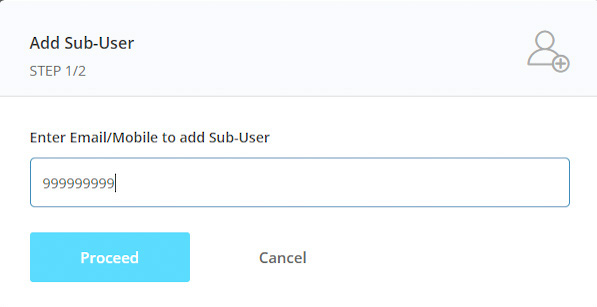 Add Sub-User
STEP 1/2
Enter Email/Mobile to add Sub-User
999999999
Proceed Cancel